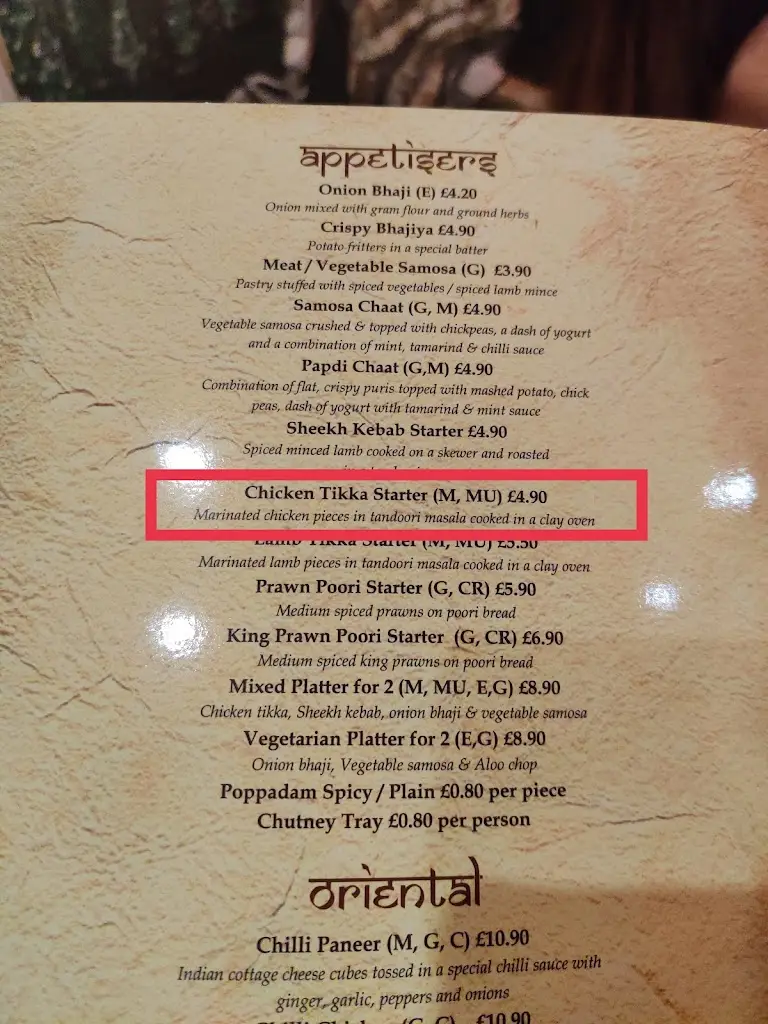 APPETISERS
Onion Bhaji (E) £4.20
Onion mixed with gram flour and ground herbs
Crispy Bhajiya £4.90
Potato fritters in a special batter
Meat / Vegetable Samosa (G) £3.90
Pastry stuffed with spiced vegetables / spiced lamb mince
Samosa Chaat (G, M) £4.90
Vegetable samosa crushed & topped with chickpeas, a dash of yogurt
and a combination of mint, tamarind & chilli sauce
Papdi Chaat (G,M) £4.90
Combination of flat, crispy puris topped with mashed potato, chick
peas, dash of yogurt with tamarind & mint sauce
Sheekh Kebab Starter £4.90
Spiced minced lamb cooked on a skewer and roasted
Chicken Tikka Starter (M, MU) £4.90
Marinated chicken pieces in tandoori masala cooked in a clay oven
Lamb Tikka Starter (M, MU) £5.50
Marinated lamb pieces in tandoori masala cooked in a clay oven
Prawn Poori Starter (G, CR) £5.90
Medium spiced prawns on poori bread
King Prawn Poori Starter (G, CR) £6.90
Medium spiced king prawns on poori bread
Mixed Platter for 2 (M, MU, E,G) £8.90
Chicken tikka, Sheekh kebab, onion bhaji & vegetable samosa
Vegetarian Platter for 2 (E,G) £8.90
Onion bhaji, Vegetable samosa & Aloo chop
Poppadam Spicy / Plain £0.80 per piece
Chutney Tray £0.80 per person
ORIENTAL
Chilli Paneer (M, G, C) £10.90
Indian cottage cheese cubes tossed in a special chilli sauce with
ginger, garlic, peppers and onions
£10.90